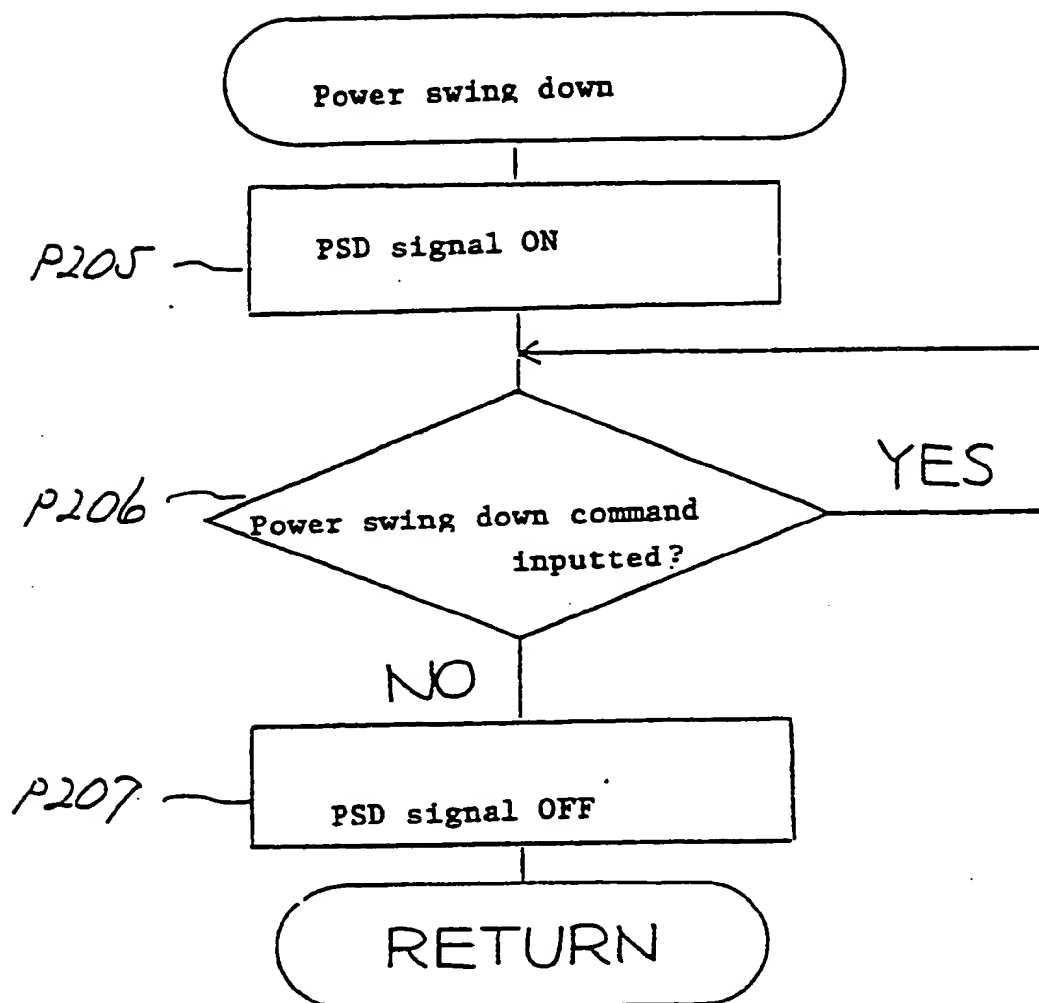 Power swing down
PSD signal ON
P205
YES
P206
Power swing down command
inputted?
NO
P207
PSD signal OFF
RETURN